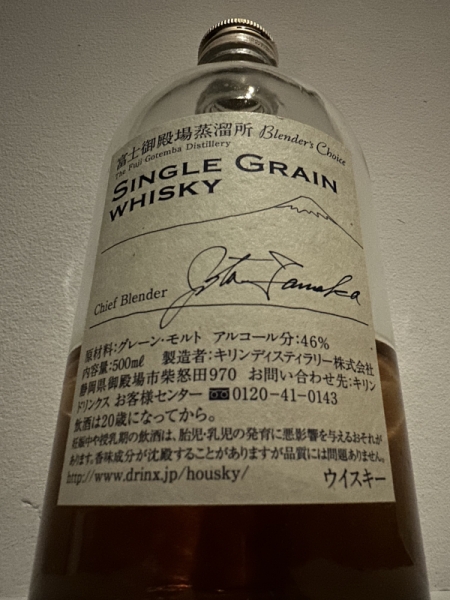 富士御殿場蒸溜所 Blender's Choice
The Fuji Gotemba Distillery
SINGLE GRAIN
WHISKY
Chief Blender Jota Tanaka
原材料:グレーン・モルト アルコール分:46%
内容量:500mℓ 製造者:キリンディスティラリー株式会社
静岡県御殿場市柴怒田970 お問い合わせ先:キリン
ドリンクス お客様センター 0120-41-0143
飲酒は20歳になってから。
妊娠中や授乳期の飲酒は、胎児・乳児の発育に悪影響を与えるおそれが
あります。香味成分が沈殿することがありますが品質には問題ありません。
http://www.drinx.jp/housky/ ウイスキー